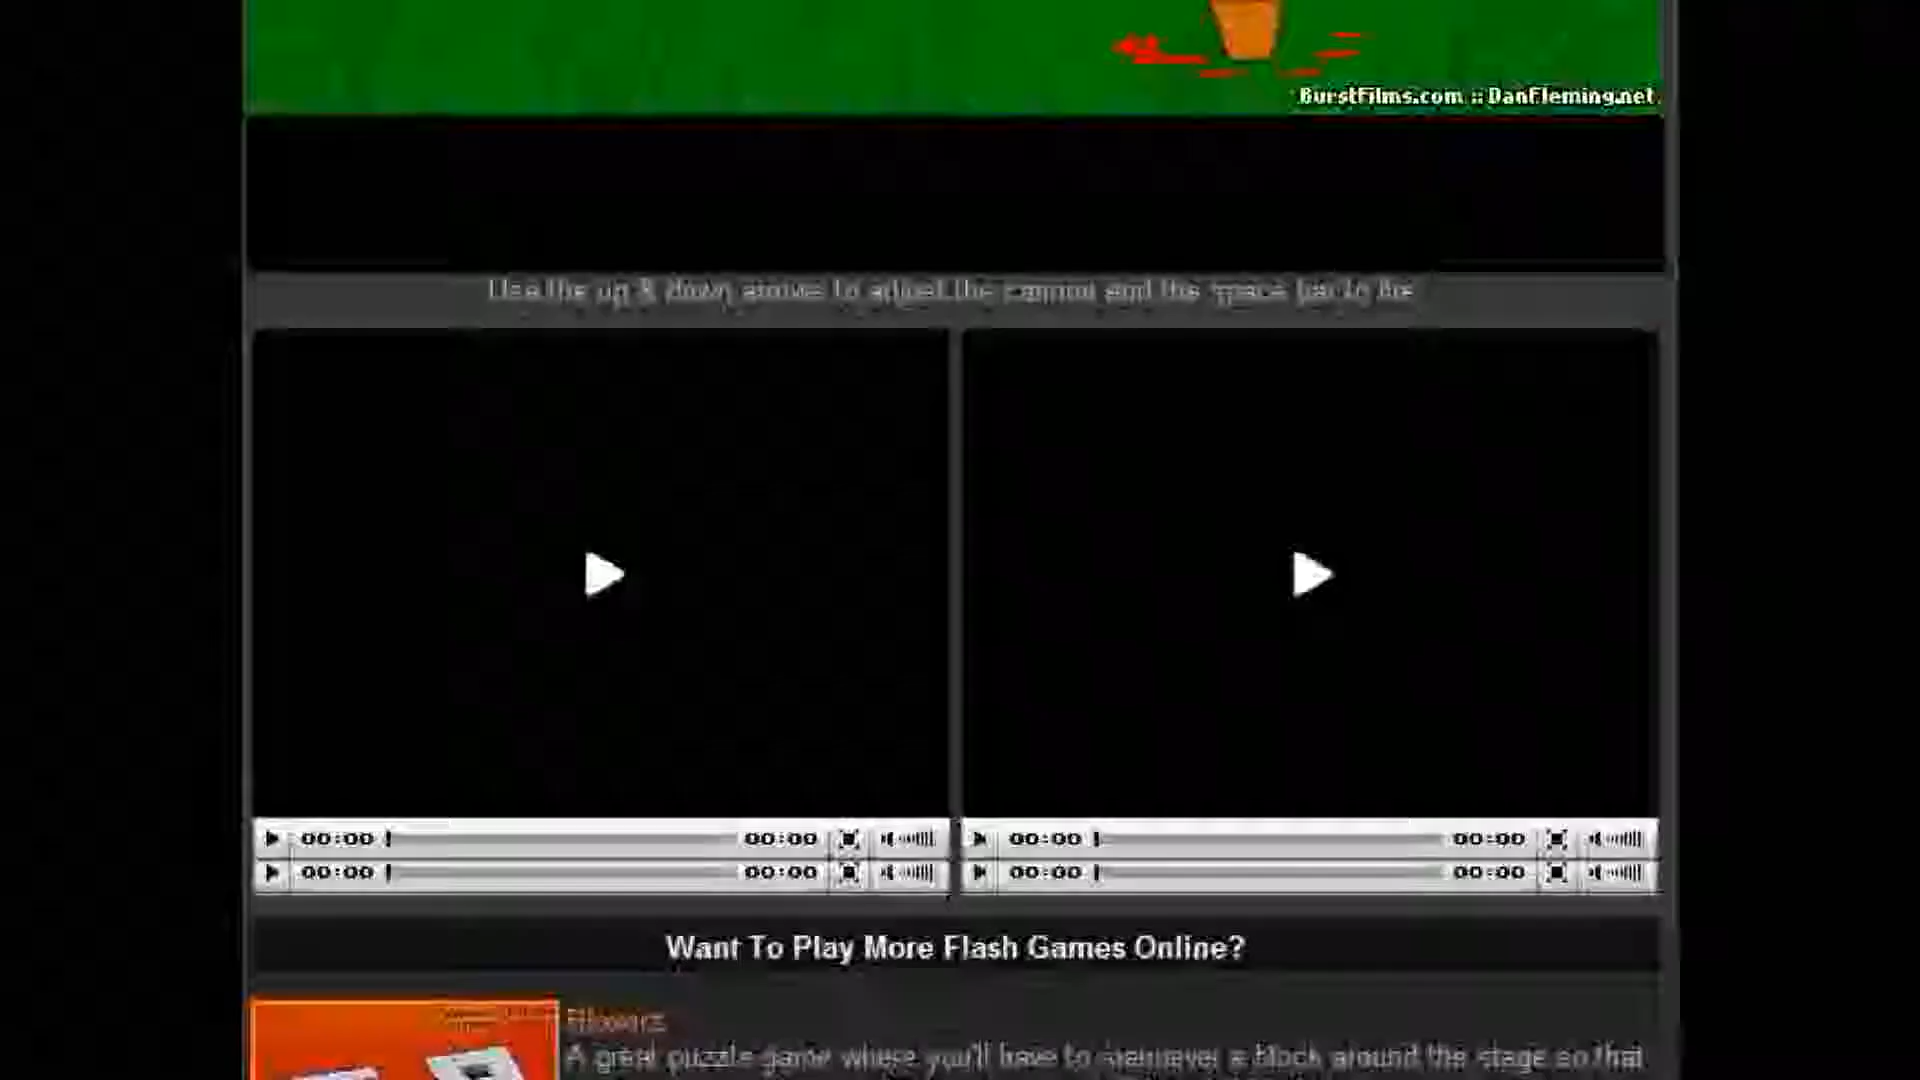 BurstFilms.com :: DanFleming.net
Use the up & down arrows to adjust the cannon and the space bar to fire
00:00 00:00 00:00 00:00
00:00 00:00 00:00 00:00
Want To Play More Flash Games Online?
A great puzzle game where you'll have to maneuver a block around the stage so that